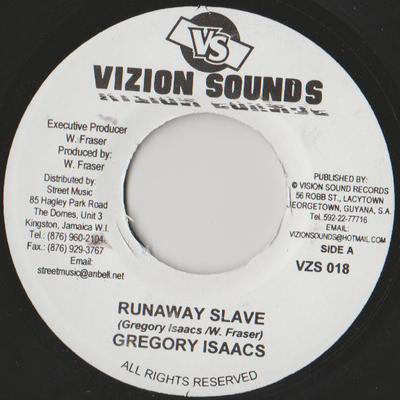 VS
VIZION SOUNDS
VIZION SOUNDS
Executive Producer
W. Fraser
Produced by:
W. Fraser
Distributed by:
Street Music
85 Hagley Park Road
The Domes, Unit 3
Kingston, Jamaica W.I.
Tel.: (876) 960-2104
Fax.: (876) 929-3767
Email:
streetmusic@anbell.net
PUBLISHED BY:
© VISION SOUND RECORDS
56 ROBB ST., LACYTOWN
GEORGETOWN, GUYANA, S.A.
Tel. 592-22-77716
EMAIL:
VIZIONSOUNDS@HOTMAIL.COM
SIDE A
VZS 018
RUNAWAY SLAVE
(Gregory Isaacs /W. Fraser)
GREGORY ISAACS
ALL RIGHTS RESERVED